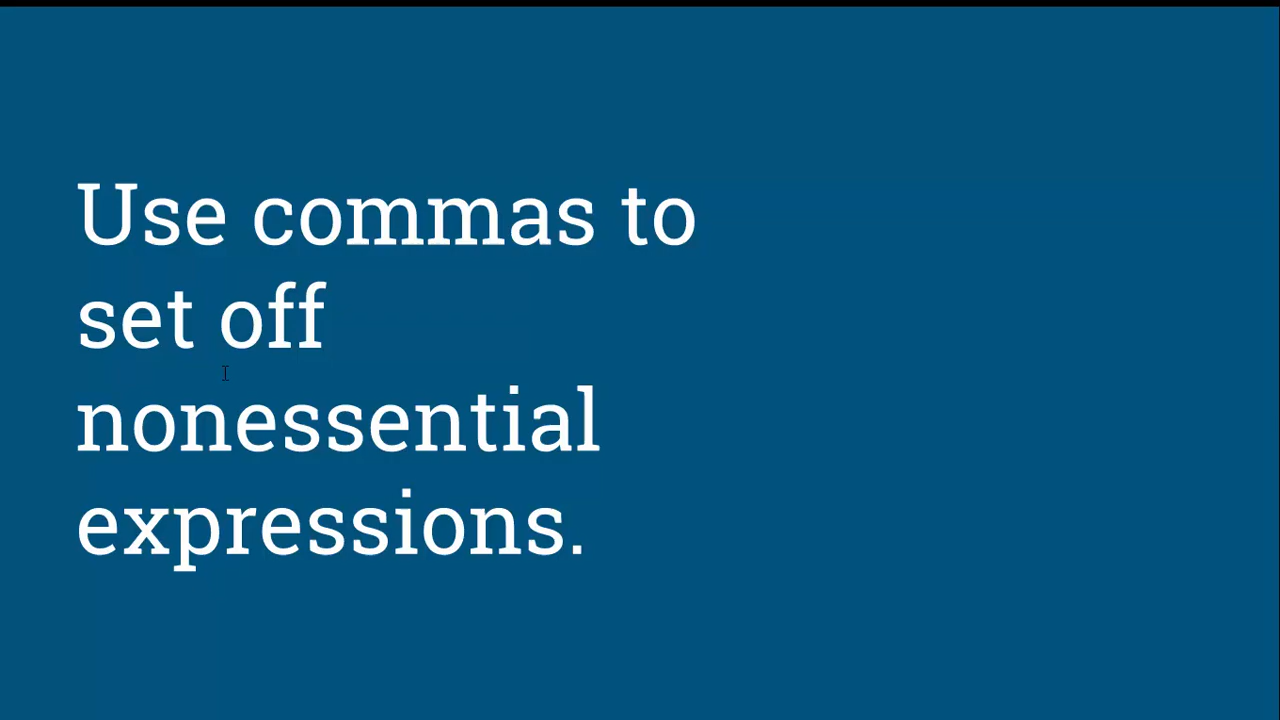 Use commas to
set off
nonessential
expressions.